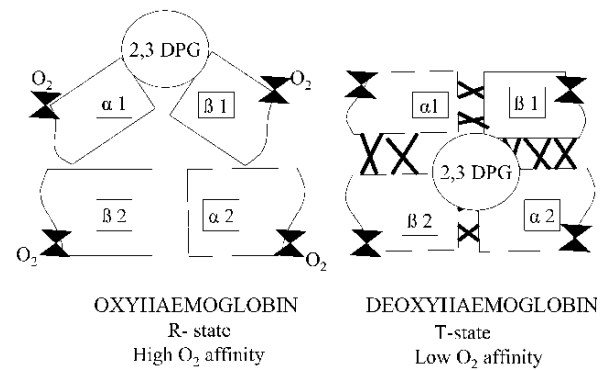 2,3 DPG
O2
α 1
ß 1
O2
ß 2
α 2
O2
O2
OXYHAEMOGLOBIN
R- state
High O2 affinity
α1
ß 1
2,3 DPG
ß 2
α 2
DEOXYHAEMOGLOBIN
T-state
Low O2 affinity